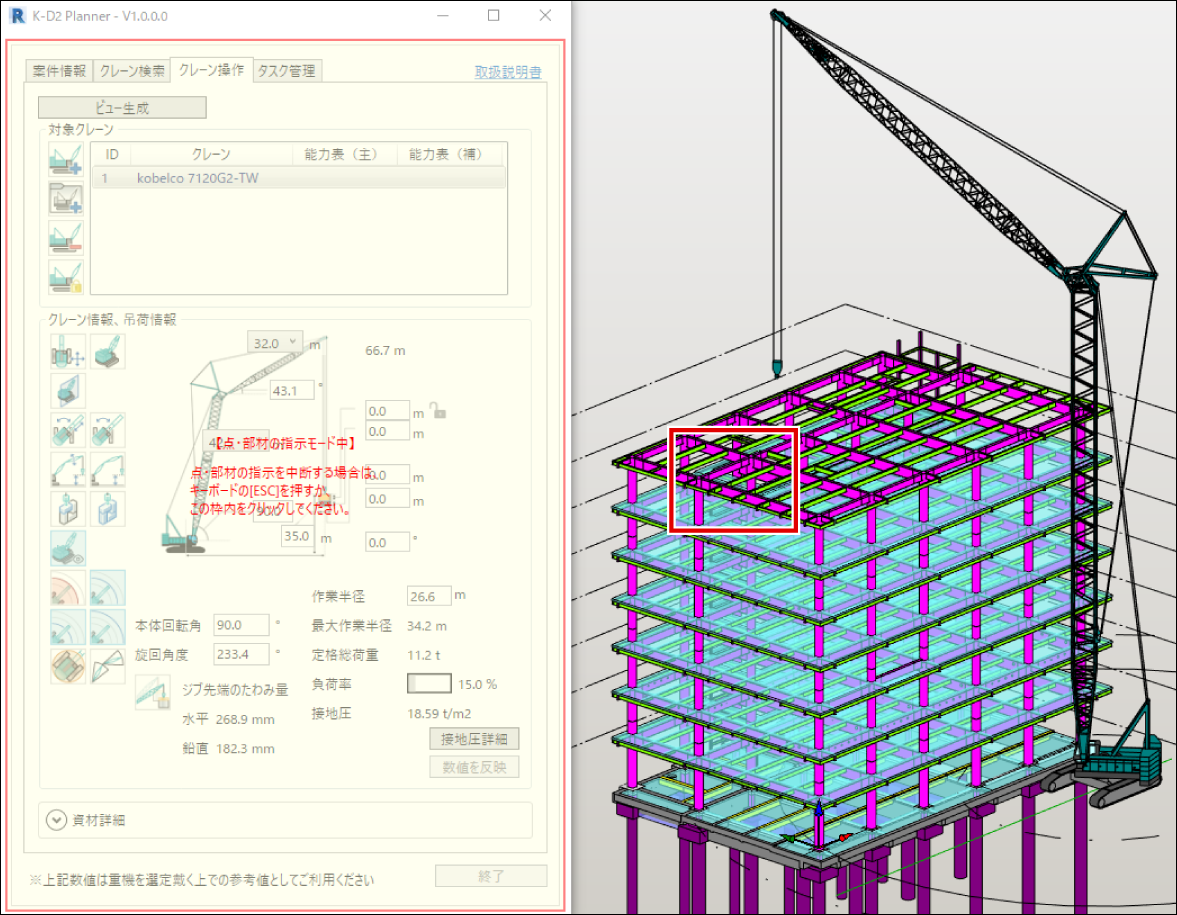 K-D2 Planner - V1.0.0.0
案件情報 クレーン検索 クレーン操作 タスク管理 取扱説明書
ビュー生成
対象クレーン
ID クレーン 能力表（主） 能力表（補）
1 kobelco 7120G2-TW
クレーン情報、吊荷情報
32.0 m 66.7 m
43.1 °
0.0 m
0.0 m
【点・部材の指示モード中】
点・部材の指示を中断する場合は、
0.0 m
キーボードの[ESC]を押すか、
0.0 m
この枠内をクリックしてください。
35.0 m 0.0 °
作業半径 26.6 m
本体回転角 90.0 ° 最大作業半径 34.2 m
旋回角度 233.4 ° 定格総荷重 11.2 t
負荷率 15.0 %
ジブ先端のたわみ量
水平 268.9 mm 接地圧 18.59 t/m2
接地圧詳細
鉛直 182.3 mm
数値を反映
資材詳細
※上記数値は重機を選定戴く上での参考値としてご利用ください 終了